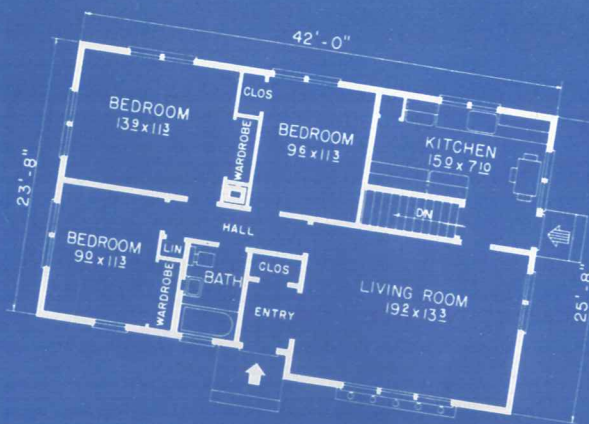 42'-0"
BEDROOM
13⁹ x 11³
CLOS
WARDROBE
BEDROOM
9⁶ x 11³
KITCHEN
15⁰ x 7¹⁰
DN
23'-8"
HALL
BEDROOM
9⁰ x 11³
LIN
WARDROBE
BATH
CLOS
ENTRY
LIVING ROOM
19² x 13³
25'-8"